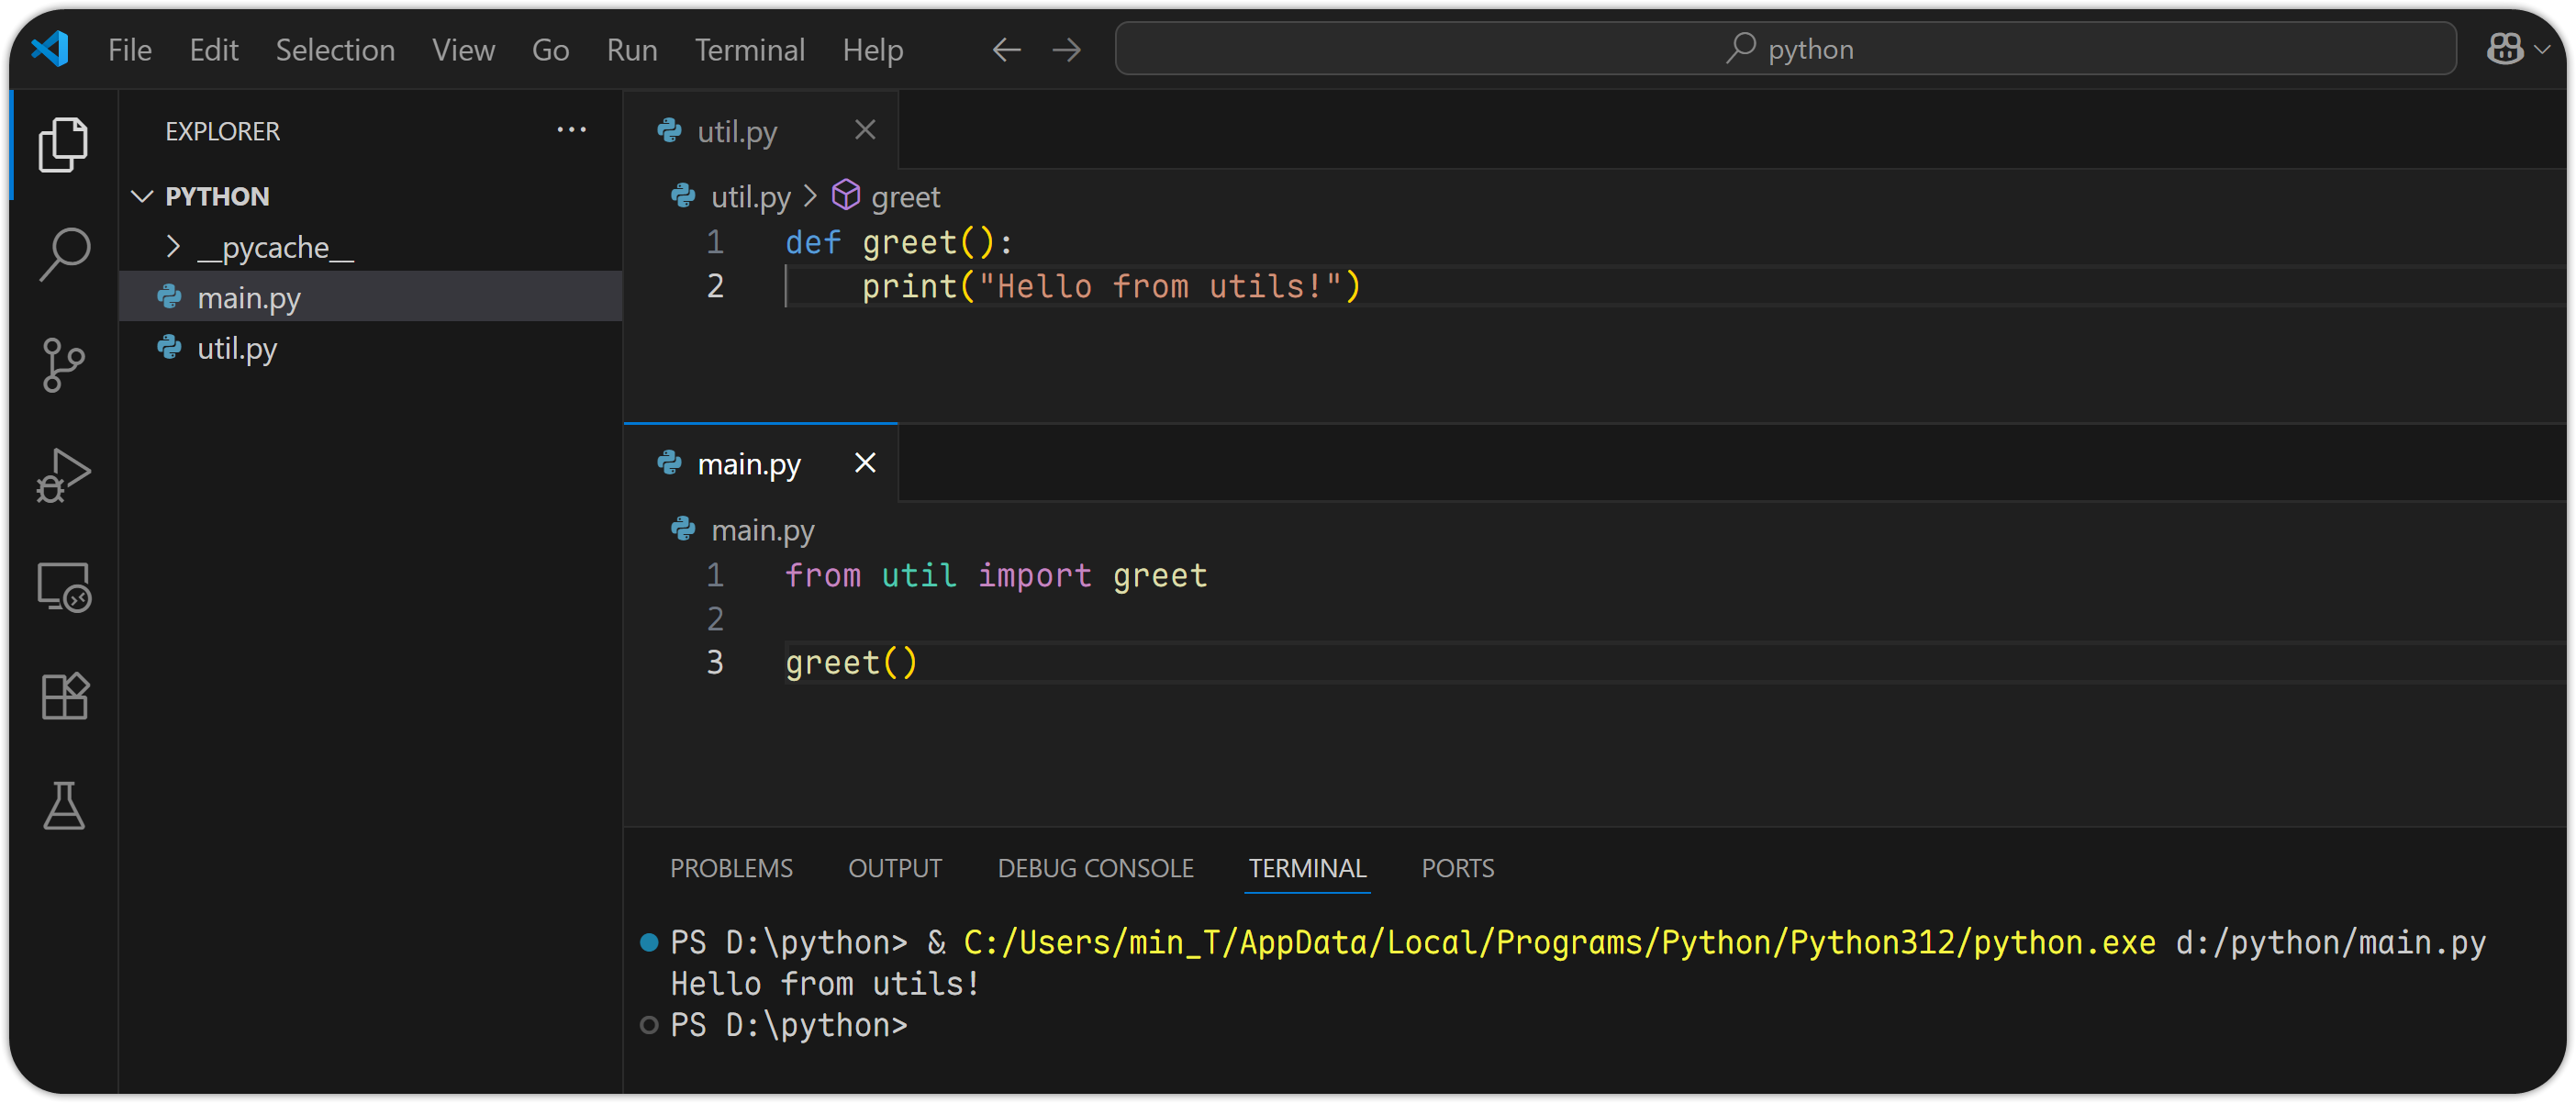 File Edit Selection View Go Run Terminal Help
python
EXPLORER
PYTHON
__pycache__
main.py
util.py
util.py
util.py > greet
1 def greet():
2     print("Hello from utils!")
main.py
main.py
1 from util import greet
2
3 greet()
PROBLEMS OUTPUT DEBUG CONSOLE TERMINAL PORTS
PS D:\python> & C:/Users/min_T/AppData/Local/Programs/Python/Python312/python.exe d:/python/main.py
Hello from utils!
PS D:\python>